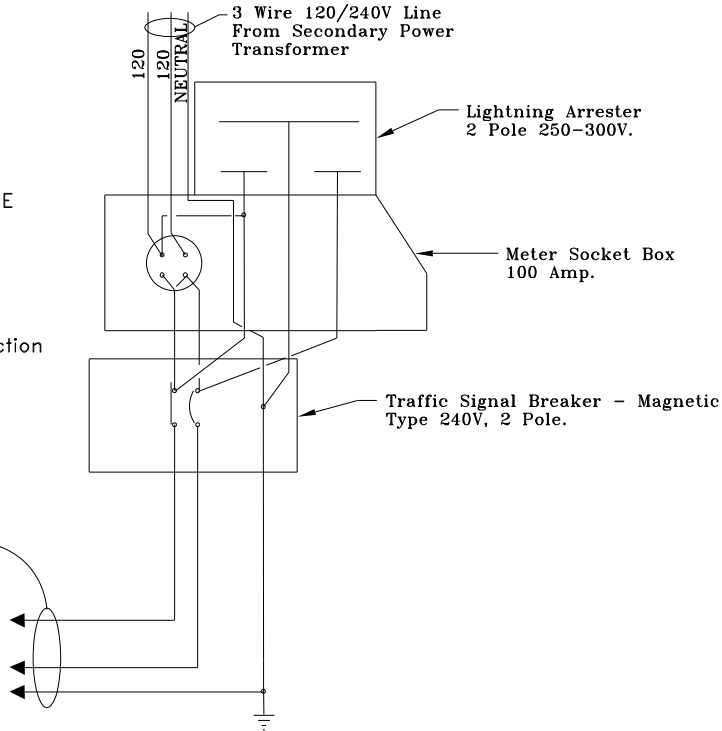 3 Wire 120/240V Line
From Secondary Power
Transformer
120
120
NEUTRAL
Lightning Arrester
2 Pole 250-300V.
E
Meter Socket Box
100 Amp.
ction
Traffic Signal Breaker - Magnetic
Type 240V, 2 Pole.